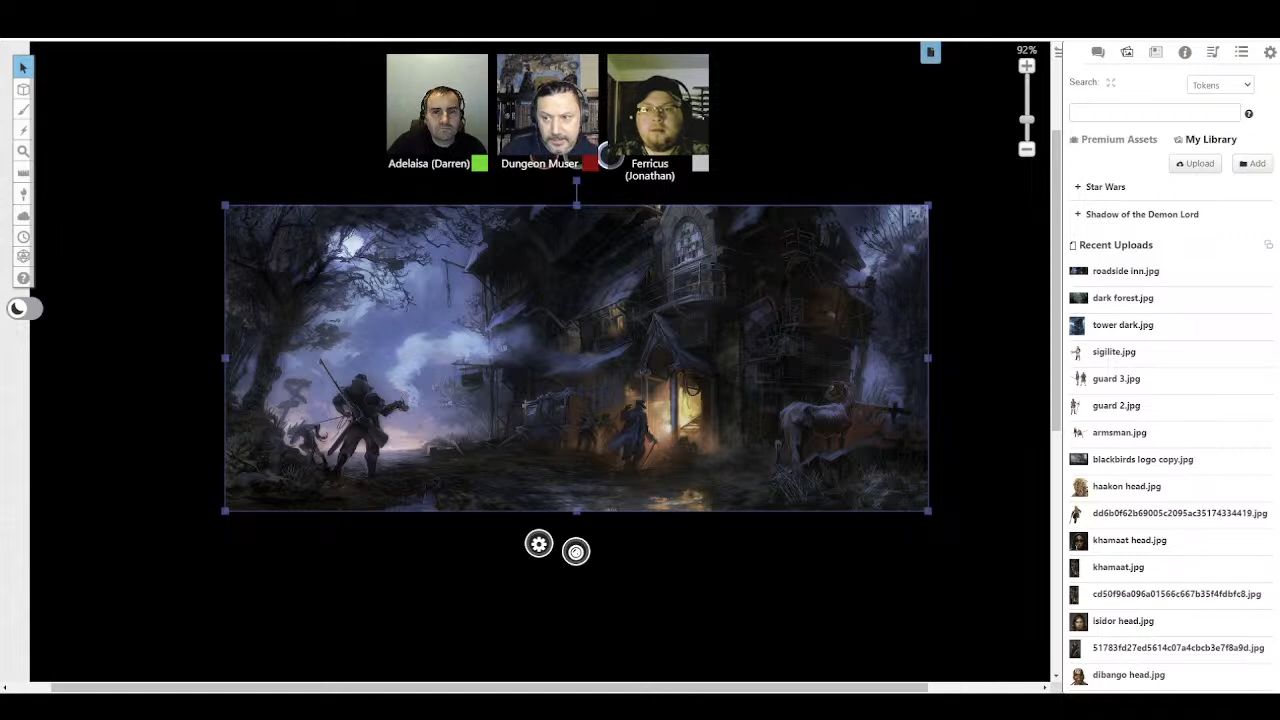 92%
Search:
Tokens
Adelaisa (Darren)
Dungeon Muser
Ferricus
(Jonathan)
Premium Assets
My Library
Upload
Add
+ Star Wars
+ Shadow of the Demon Lord
Recent Uploads
roadside inn.jpg
dark forest.jpg
tower dark.jpg
sigilite.jpg
guard 3.jpg
guard 2.jpg
armsman.jpg
blackbirds logo copy.jpg
haakon head.jpg
dd6b0f62b69005c2095ac35174334419.jpg
khamaat head.jpg
khamaat.jpg
cd50f96a096a01566c667b35f4fdbfc8.jpg
isidor head.jpg
51783fd27ed5614c07a4cbcb3e7f8a9d.jpg
dibango head.jpg